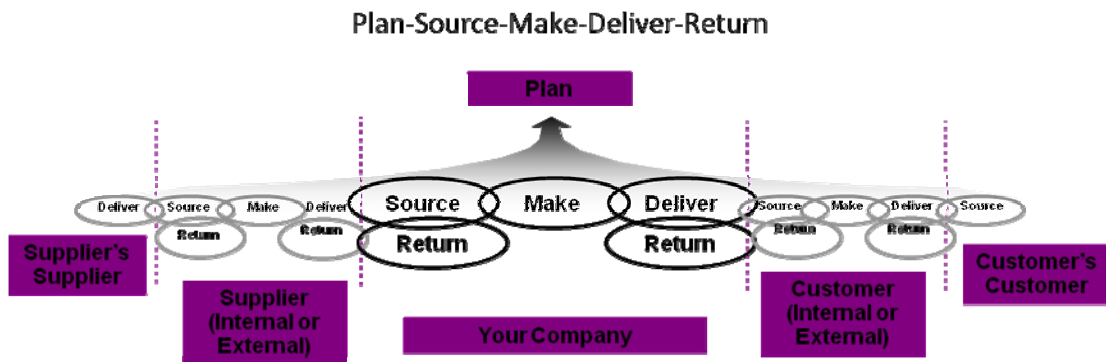 Plan-Source-Make-Deliver-Return
Plan
Deliver Source Make Deliver Source Make Deliver Source Make Deliver Source
Return Return Return Return Return Return
Supplier's
Supplier
Supplier
(Internal or
External)
Your Company
Customer
(Internal or
External)
Customer's
Customer